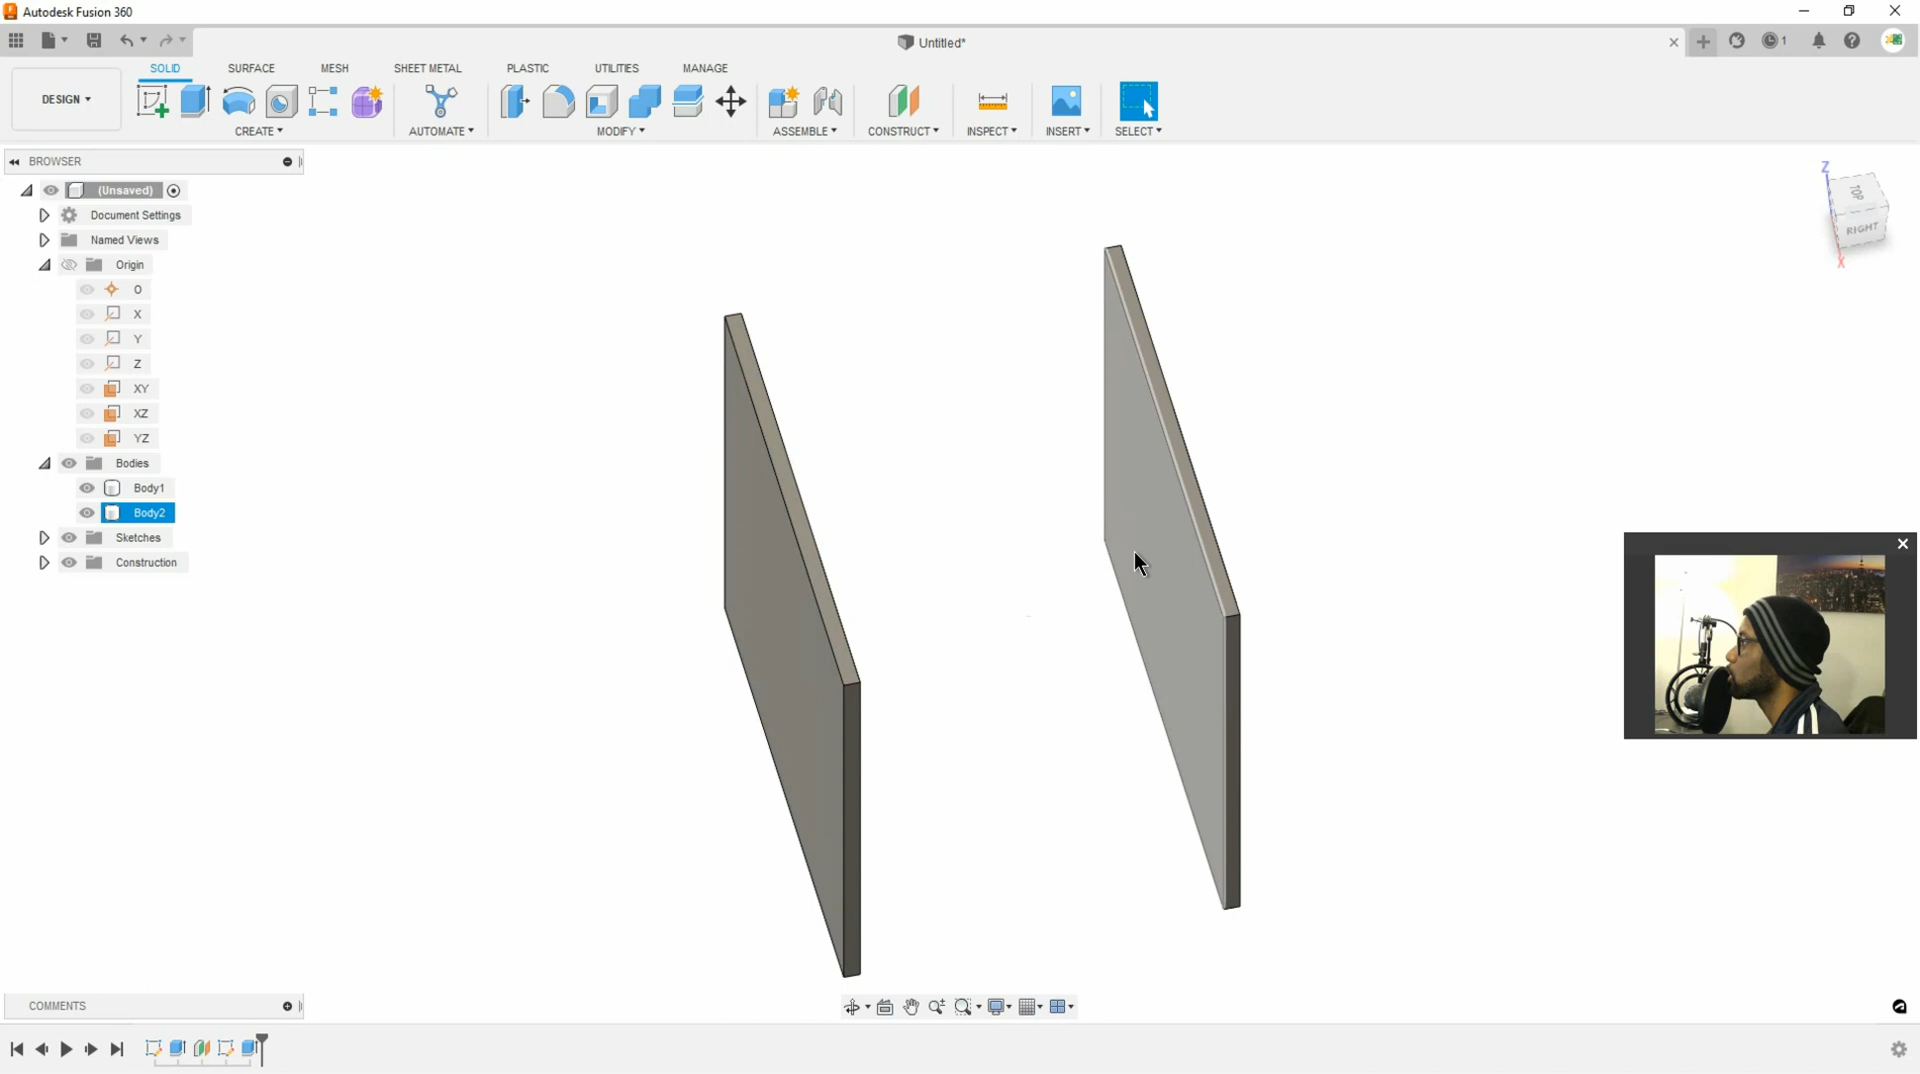 Autodesk Fusion 360
Untitled*
1
SOLID SURFACE MESH SHEET METAL PLASTIC UTILITIES MANAGE
DESIGN
CREATE AUTOMATE MODIFY ASSEMBLE CONSTRUCT INSPECT INSERT SELECT
BROWSER
(Unsaved)
Document Settings
Named Views
Origin
O
X
Y
Z
XY
XZ
YZ
Bodies
Body1
Body2
Sketches
Construction
Z
TOP
RIGHT
X
COMMENTS